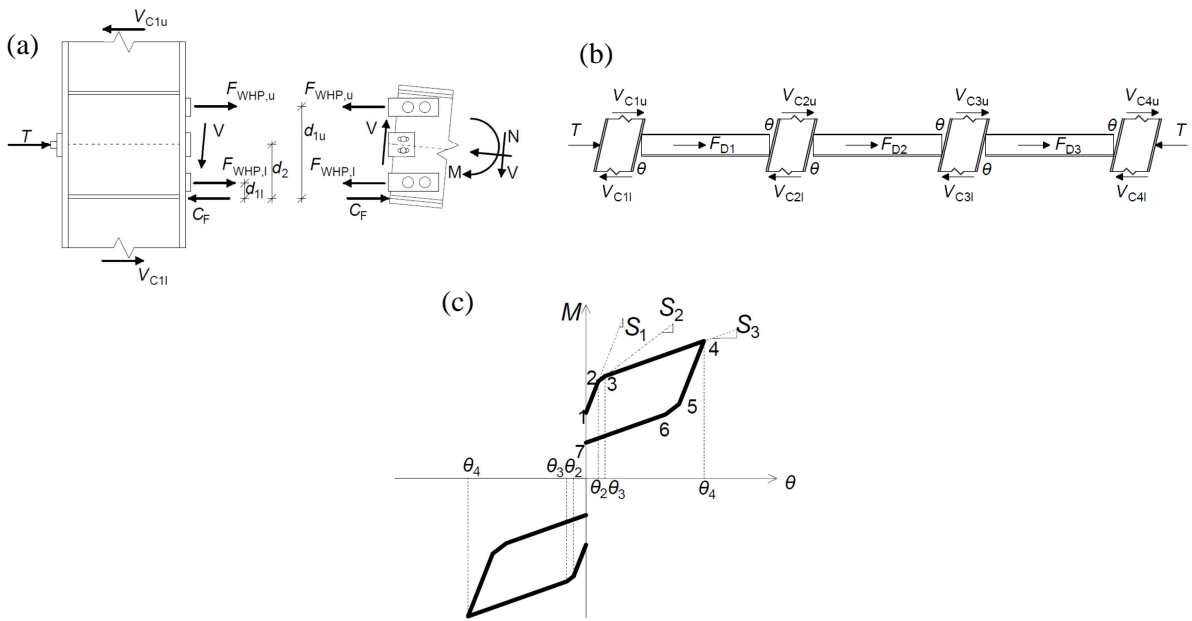 (a)
V_C1u
F_WHP,u
F_WHP,u
T
V
V
d_1u
N
F_WHP,l
d_2
F_WHP,l
M
V
d_1l
C_F
C_F
V_C1l
(b)
V_C1u V_C2u V_C3u V_C4u
T θ F_D1 θ θ F_D2 θ θ F_D3 T
V_C1l V_C2l V_C3l V_C4l
(c)
M
S_1 S_2 S_3
2 3 4
1
5
6
7
θ_4 θ_3 θ_2
θ_2 θ_3 θ_4 θ